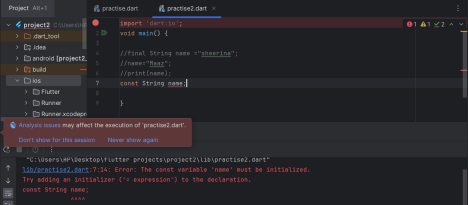 Project
practise.dart
practise2.dart
project2 C:\Users\HP\
.dart_tool
.idea
android [project2_
build
ios
Flutter
Runner
Runner.xcodepr
1 1 2
import 'dart:io';
void main() {
//final String name ="sheerina";
//name="Maaz";
//print(name);
7
const String name;
}
Analysis issues may affect the execution of 'practise2.dart'.
Don't show for this session Never show again
"C:\Users\HP\Desktop\flutter projects\project2\lib\practise2.dart"
lib/practise2.dart:7:14: Error: The const variable 'name' must be initialized.
Try adding an initializer ('= expression') to the declaration.
const String name;
^^^^